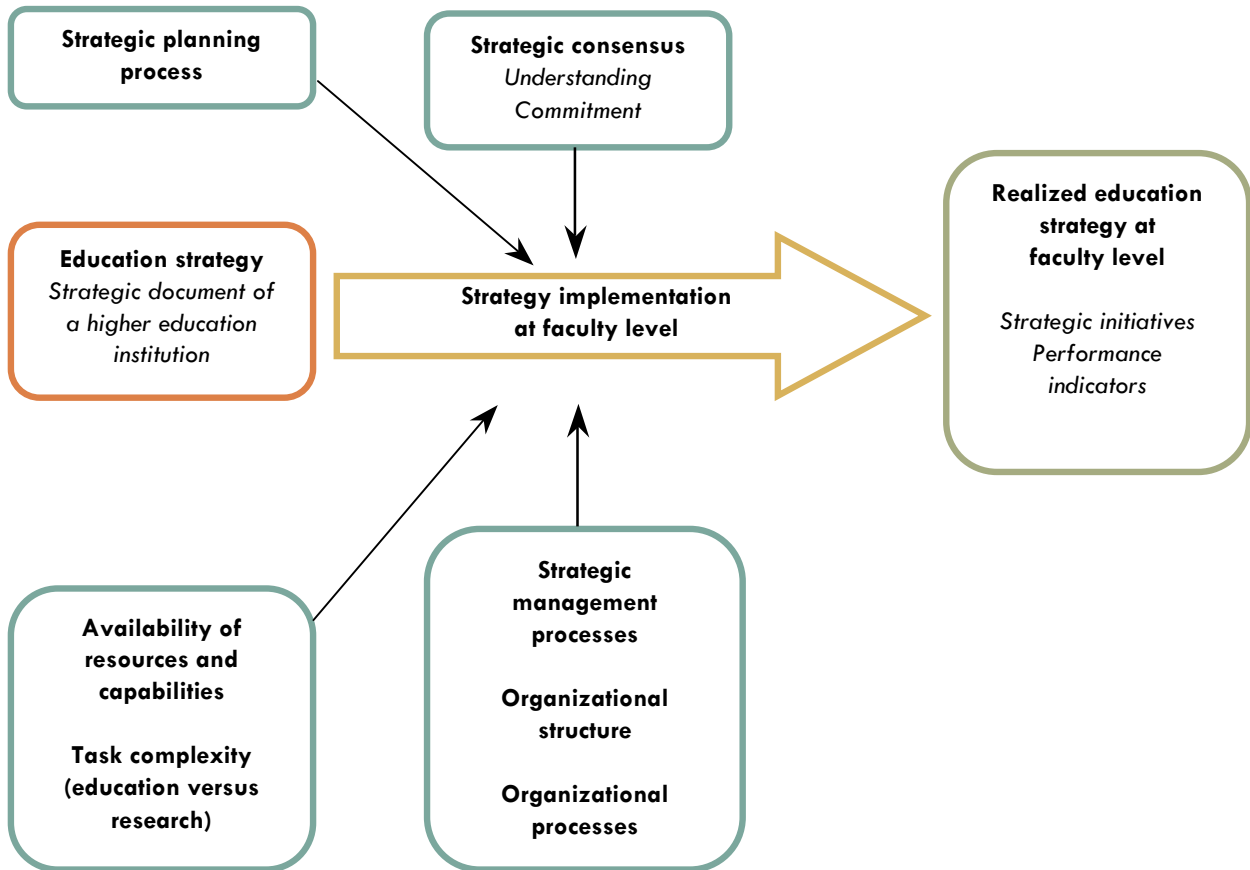 Strategic planning
process
Strategic consensus
Understanding
Commitment
Education strategy
Strategic document of
a higher education
institution
Strategy implementation
at faculty level
Realized education
strategy at
faculty level
Strategic initiatives
Performance
indicators
Availability of
resources and
capabilities
Task complexity
(education versus
research)
Strategic
management
processes
Organizational
structure
Organizational
processes